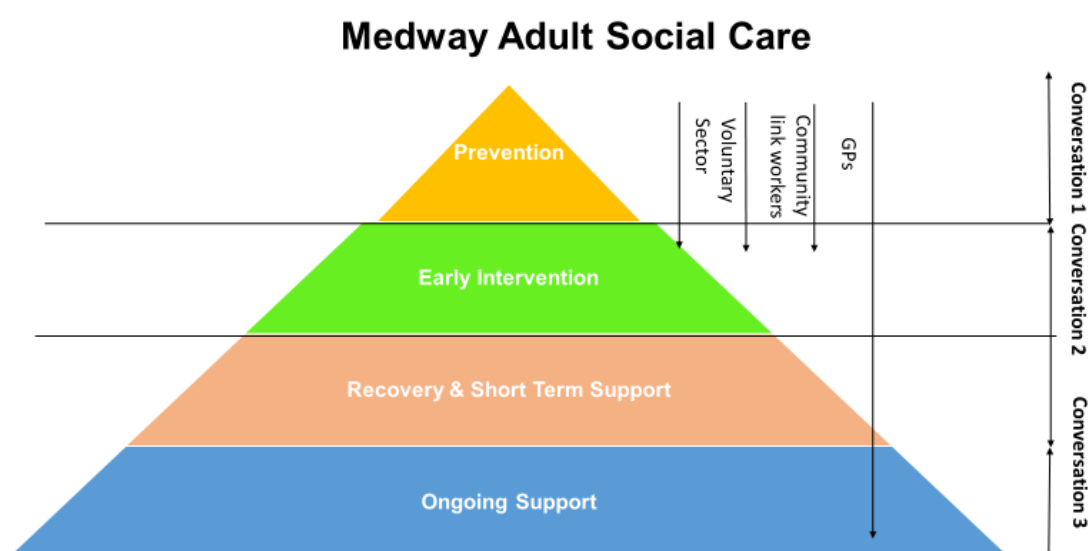 Medway Adult Social Care
Prevention
Early Intervention
Recovery & Short Term Support
Ongoing Support
Voluntary
Sector
Community
link workers
GPs
Conversation 1
Conversation 2
Conversation 3